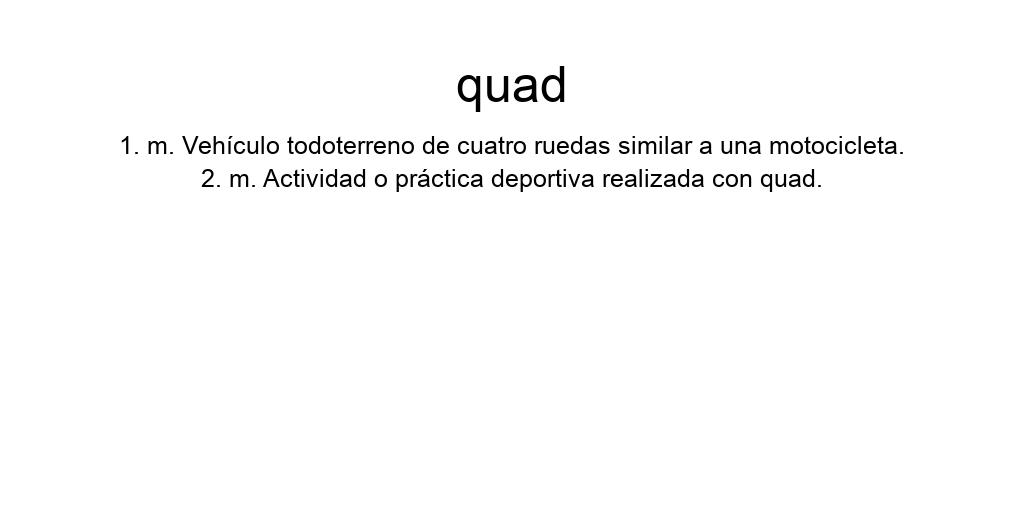 quad
1. m. Vehículo todoterreno de cuatro ruedas similar a una motocicleta.
2. m. Actividad o práctica deportiva realizada con quad.